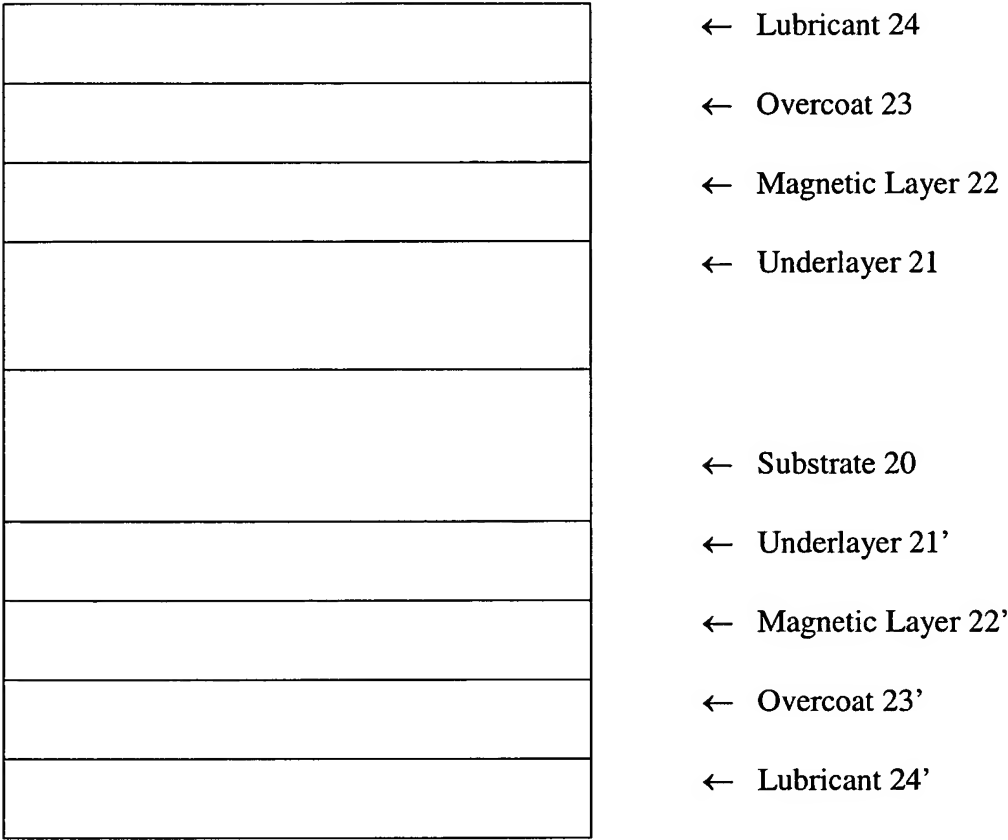 ← Lubricant 24
← Overcoat 23
← Magnetic Layer 22
← Underlayer 21
← Substrate 20
← Underlayer 21’
← Magnetic Layer 22’
← Overcoat 23’
← Lubricant 24’